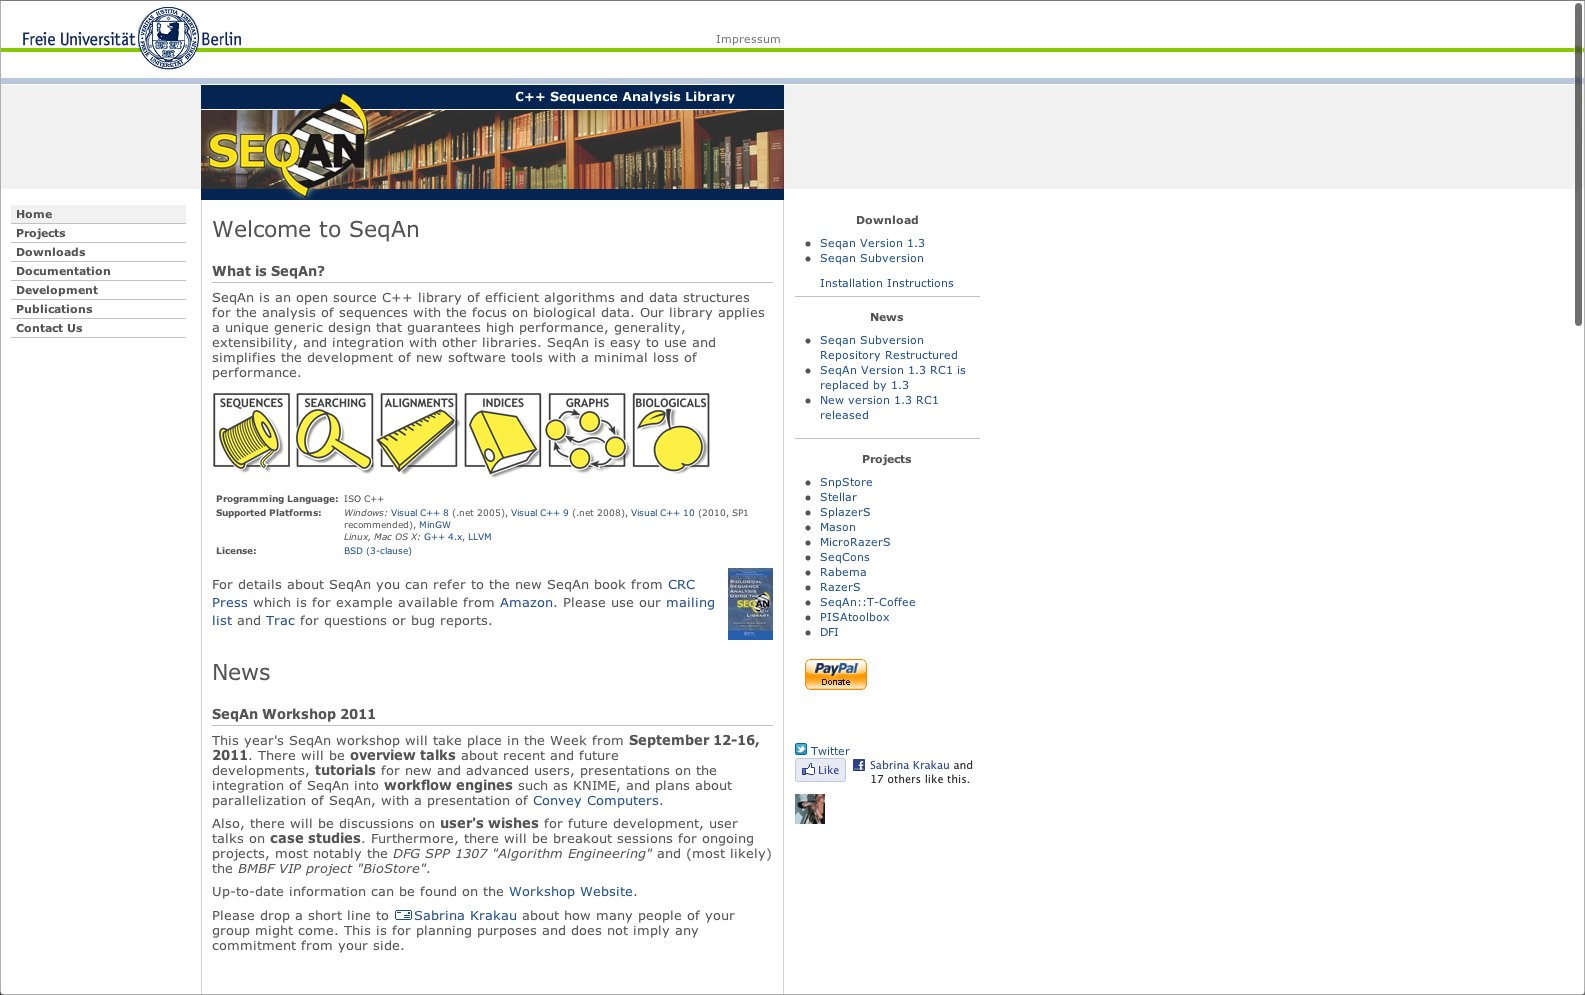 Freie Universität Berlin
Impressum
C++ Sequence Analysis Library
SEQAN
Home
Projects
Downloads
Documentation
Development
Publications
Contact Us
Welcome to SeqAn
What is SeqAn?
SeqAn is an open source C++ library of efficient algorithms and data structures
for the analysis of sequences with the focus on biological data. Our library applies
a unique generic design that guarantees high performance, generality,
extensibility, and integration with other libraries. SeqAn is easy to use and
simplifies the development of new software tools with a minimal loss of
performance.
SEQUENCES SEARCHING ALIGNMENTS INDICES GRAPHS BIOLOGICALS
Programming Language: ISO C++
Supported Platforms: Windows: Visual C++ 8 (.net 2005), Visual C++ 9 (.net 2008), Visual C++ 10 (2010, SP1
recommended), MinGW
Linux, Mac OS X: G++ 4.x, LLVM
License: BSD (3-clause)
For details about SeqAn you can refer to the new SeqAn book from CRC
Press which is for example available from Amazon. Please use our mailing
list and Trac for questions or bug reports.
BIOLOGICAL
SEQUENCE
ANALYSIS
USING THE
SEQAN
LIBRARY
News
SeqAn Workshop 2011
This year's SeqAn workshop will take place in the Week from September 12-16,
2011. There will be overview talks about recent and future
developments, tutorials for new and advanced users, presentations on the
integration of SeqAn into workflow engines such as KNIME, and plans about
parallelization of SeqAn, with a presentation of Convey Computers.
Also, there will be discussions on user's wishes for future development, user
talks on case studies. Furthermore, there will be breakout sessions for ongoing
projects, most notably the DFG SPP 1307 "Algorithm Engineering" and (most likely)
the BMBF VIP project "BioStore".
Up-to-date information can be found on the Workshop Website.
Please drop a short line to Sabrina Krakau about how many people of your
group might come. This is for planning purposes and does not imply any
commitment from your side.
Download
Seqan Version 1.3
Seqan Subversion
Installation Instructions
News
Seqan Subversion
Repository Restructured
SeqAn Version 1.3 RC1 is
replaced by 1.3
New version 1.3 RC1
released
Projects
SnpStore
Stellar
SplazerS
Mason
MicroRazerS
SeqCons
Rabema
RazerS
SeqAn::T-Coffee
PISAtoolbox
DFI
PayPal
Donate
Twitter
Like
Sabrina Krakau and
17 others like this.